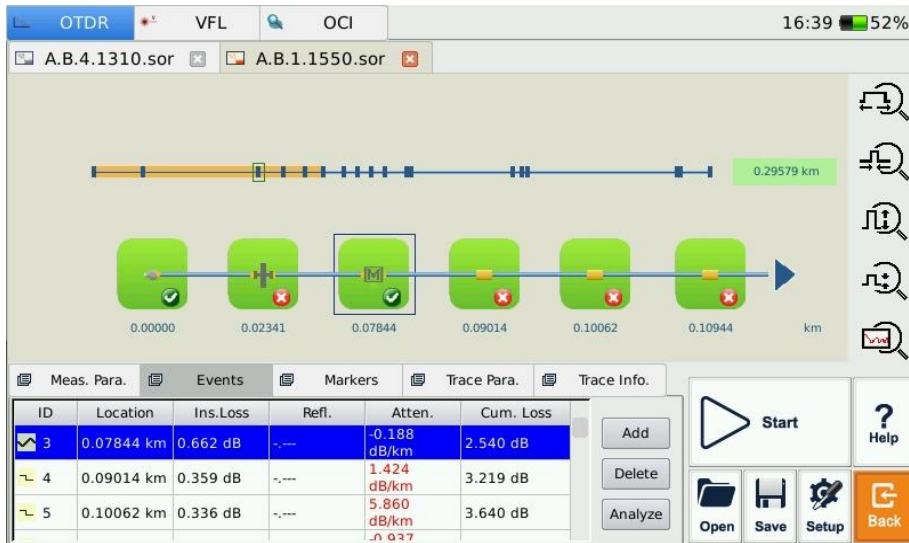 OTDR VFL OCI 16:39 52%
A.B.4.1310.sor A.B.1.1550.sor
0.29579 km
M
0.00000 0.02341 0.07844 0.09014 0.10062 0.10944 km
Meas. Para. Events Markers Trace Para. Trace Info.
ID Location Ins.Loss Refl. Atten. Cum. Loss
3 0.07844 km 0.662 dB -.--- -0.188 dB/km 2.540 dB
4 0.09014 km 0.359 dB -.--- 1.424 dB/km 3.219 dB
5 0.10062 km 0.336 dB -.--- 5.860 dB/km 3.640 dB
-0.937
Add
Delete
Analyze
Start
? Help
Open Save Setup Back